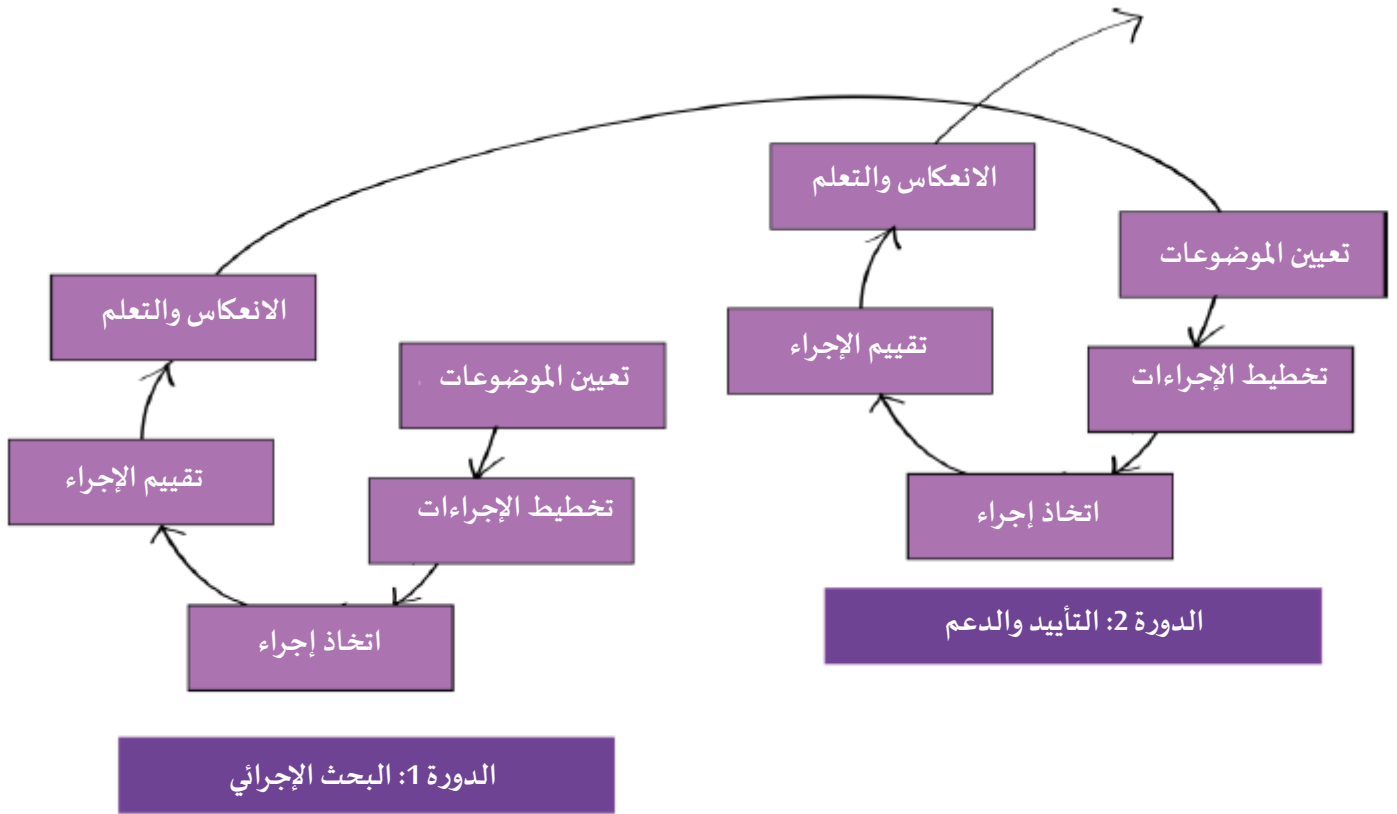 تعيين الموضوعات
تخطيط الإجراءات
اتخاذ إجراء
تقييم الإجراء
الانعكاس والتعلم
الدورة 1: البحث الإجرائي
تعيين الموضوعات
تخطيط الإجراءات
اتخاذ إجراء
تقييم الإجراء
الانعكاس والتعلم
الدورة 2: التأييد والدعم